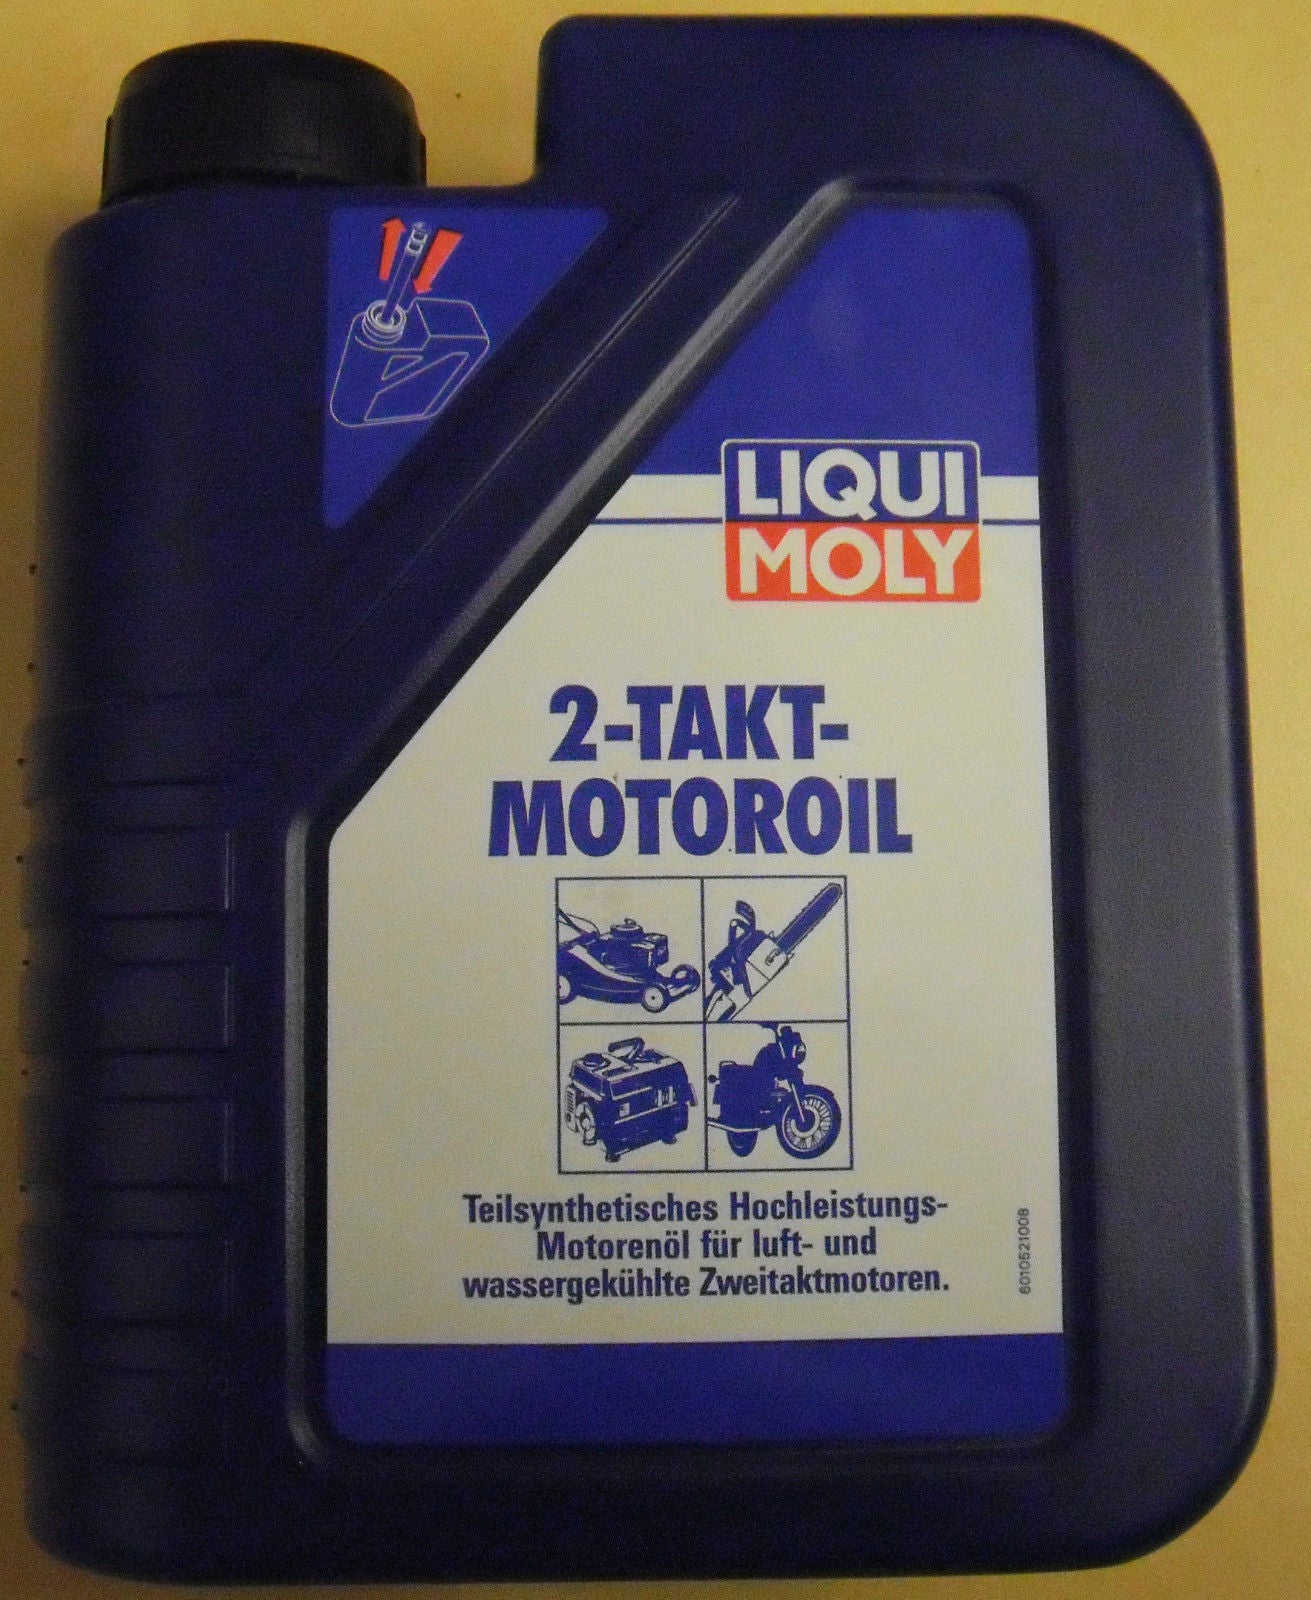 LIQUI
MOLY
2-TAKT-
MOTOROIL
Teilsynthetisches Hochleistungs-
Motorenöl für luft- und
wassergekühlte Zweitaktmotoren.
6010521008